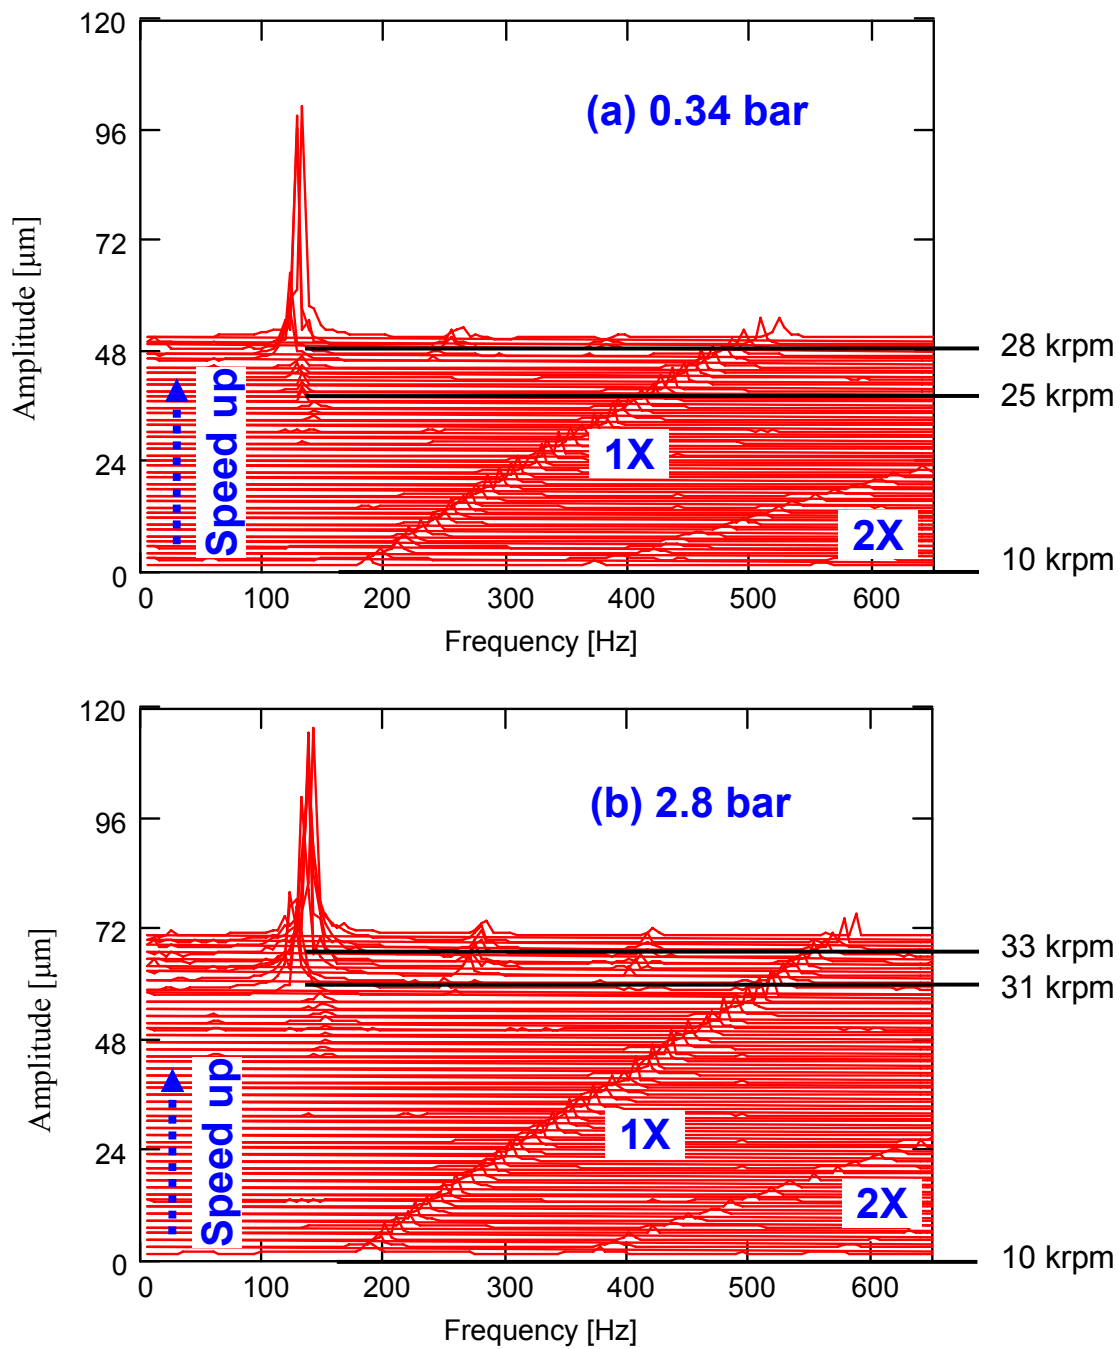 120
(a) 0.34 bar
96
72
Amplitude [µm]
48
28 krpm
25 krpm
Speed up
24
1X
2X
0
10 krpm
0 100 200 300 400 500 600
Frequency [Hz]
120
(b) 2.8 bar
96
72
33 krpm
31 krpm
Amplitude [µm]
48
Speed up
24
1X
2X
0
10 krpm
0 100 200 300 400 500 600
Frequency [Hz]